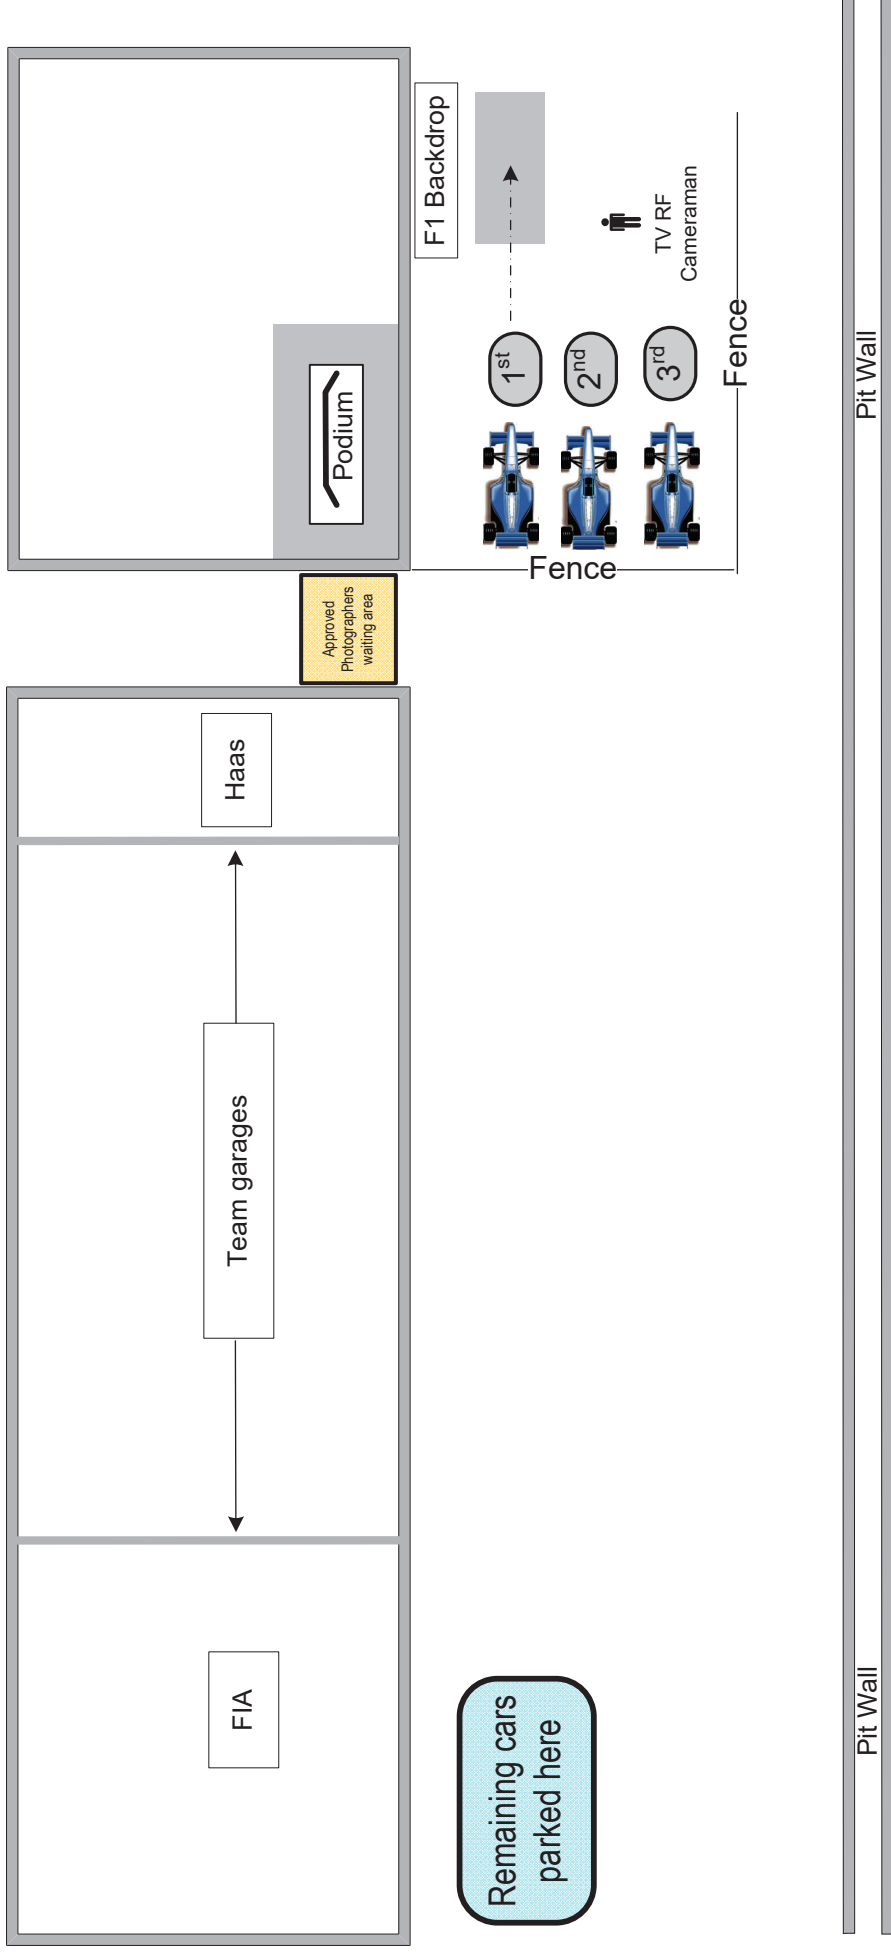 F1 Backdrop
TV RF
Cameraman
1st
2nd
3rd
Fence
Podium
Fence
Approved
Photographers
waiting area
Haas
Team garages
FIA
Remaining cars
parked here
Pit Wall
Pit Wall